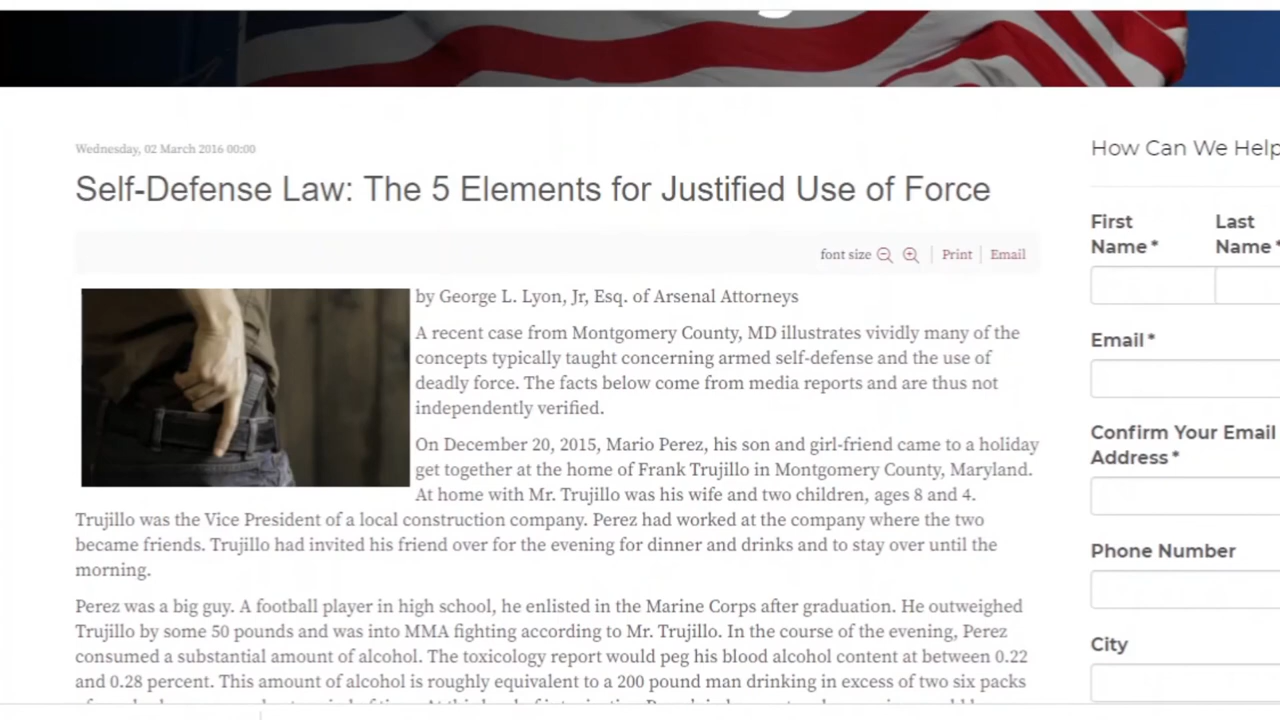 Wednesday, 02 March 2016 00:00
Self-Defense Law: The 5 Elements for Justified Use of Force
font size Print Email
by George L. Lyon, Jr, Esq. of Arsenal Attorneys
A recent case from Montgomery County, MD illustrates vividly many of the
concepts typically taught concerning armed self-defense and the use of
deadly force. The facts below come from media reports and are thus not
independently verified.
On December 20, 2015, Mario Perez, his son and girl-friend came to a holiday
get together at the home of Frank Trujillo in Montgomery County, Maryland.
At home with Mr. Trujillo was his wife and two children, ages 8 and 4.
Trujillo was the Vice President of a local construction company. Perez had worked at the company where the two
became friends. Trujillo had invited his friend over for the evening for dinner and drinks and to stay over until the
morning.
Perez was a big guy. A football player in high school, he enlisted in the Marine Corps after graduation. He outweighed
Trujillo by some 50 pounds and was into MMA fighting according to Mr. Trujillo. In the course of the evening, Perez
consumed a substantial amount of alcohol. The toxicology report would peg his blood alcohol content at between 0.22
and 0.28 percent. This amount of alcohol is roughly equivalent to a 200 pound man drinking in excess of two six packs
How Can We Help
First
Name *
Last
Name *
Email *
Confirm Your Email
Address *
Phone Number
City